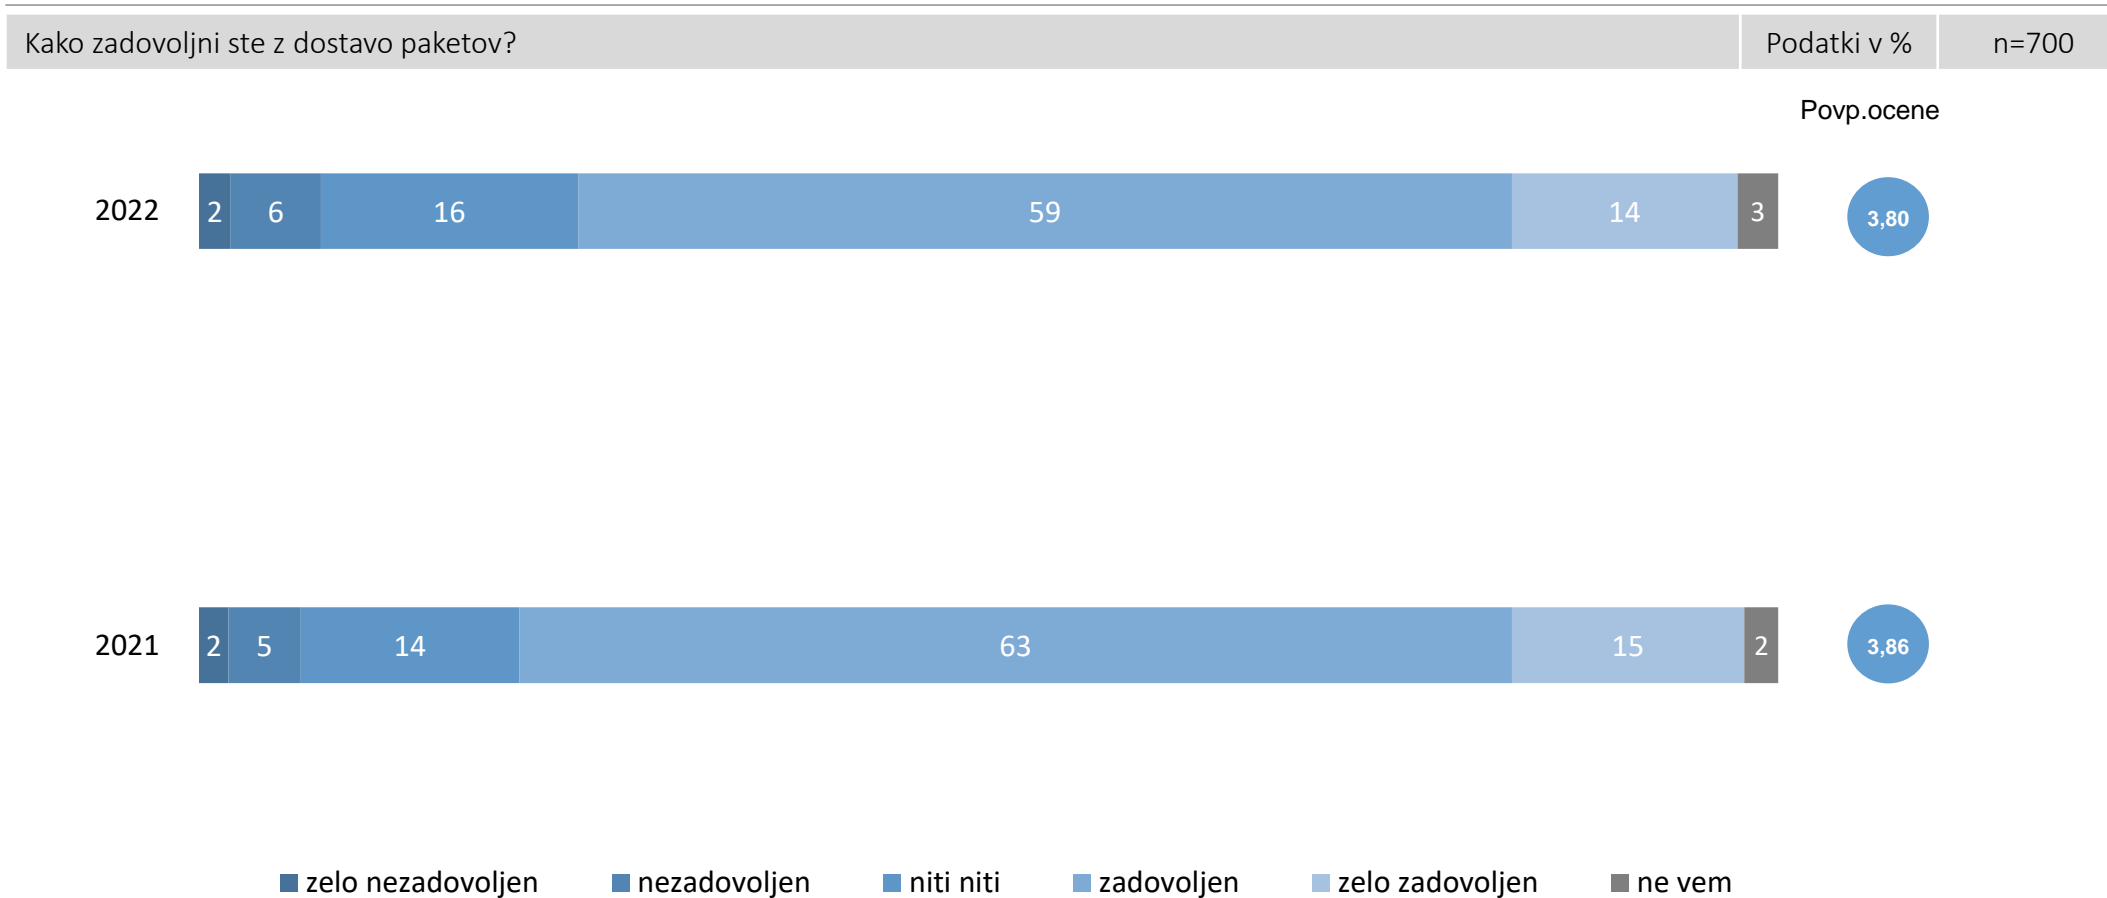 Kako zadovoljni ste z dostavo paketov? Podatki v % n=700
Povp.ocene
2022 2 6 16 59 14 3 3,80
2021 2 5 14 63 15 2 3,86
zelo nezadovoljen nezadovoljen niti niti zadovoljen zelo zadovoljen ne vem